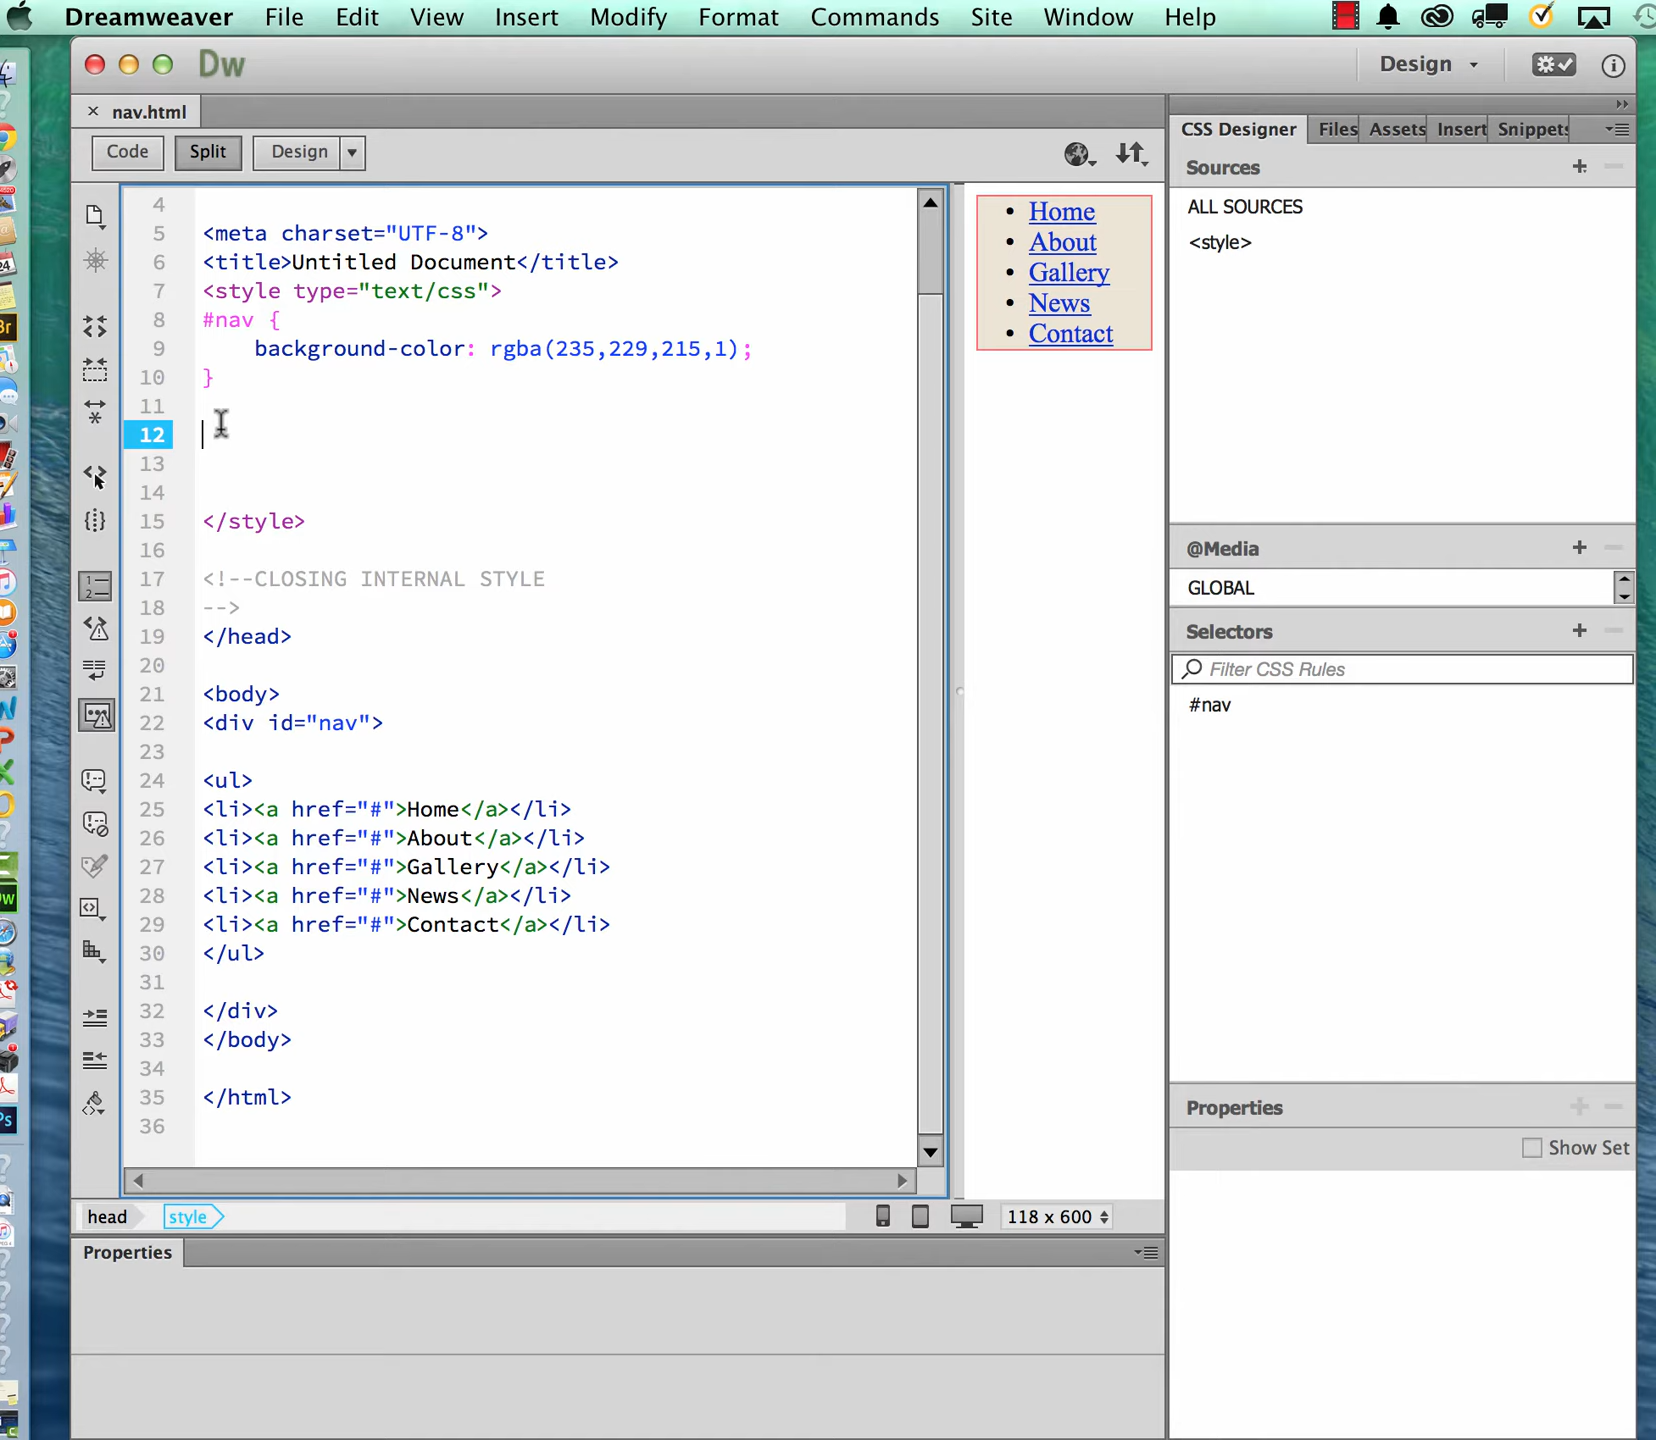 Dreamweaver File Edit View Insert Modify Format Commands Site Window Help
Dw Design
× nav.html
Code Split Design
CSS Designer Files Assets Insert Snippets
Sources
ALL SOURCES
<style>
4
5 <meta charset="UTF-8">
6 <title>Untitled Document</title>
7 <style type="text/css">
8 #nav {
9 background-color: rgba(235,229,215,1);
10 }
11
12
13
14
15 </style>
16
17 <!--CLOSING INTERNAL STYLE
18 -->
19 </head>
20
21 <body>
22 <div id="nav">
23
24 <ul>
25 <li><a href="#">Home</a></li>
26 <li><a href="#">About</a></li>
27 <li><a href="#">Gallery</a></li>
28 <li><a href="#">News</a></li>
29 <li><a href="#">Contact</a></li>
30 </ul>
31
32 </div>
33 </body>
34
35 </html>
36
• Home
• About
• Gallery
• News
• Contact
@Media
GLOBAL
Selectors
Filter CSS Rules
#nav
Properties
Show Set
head style 118 x 600
Properties